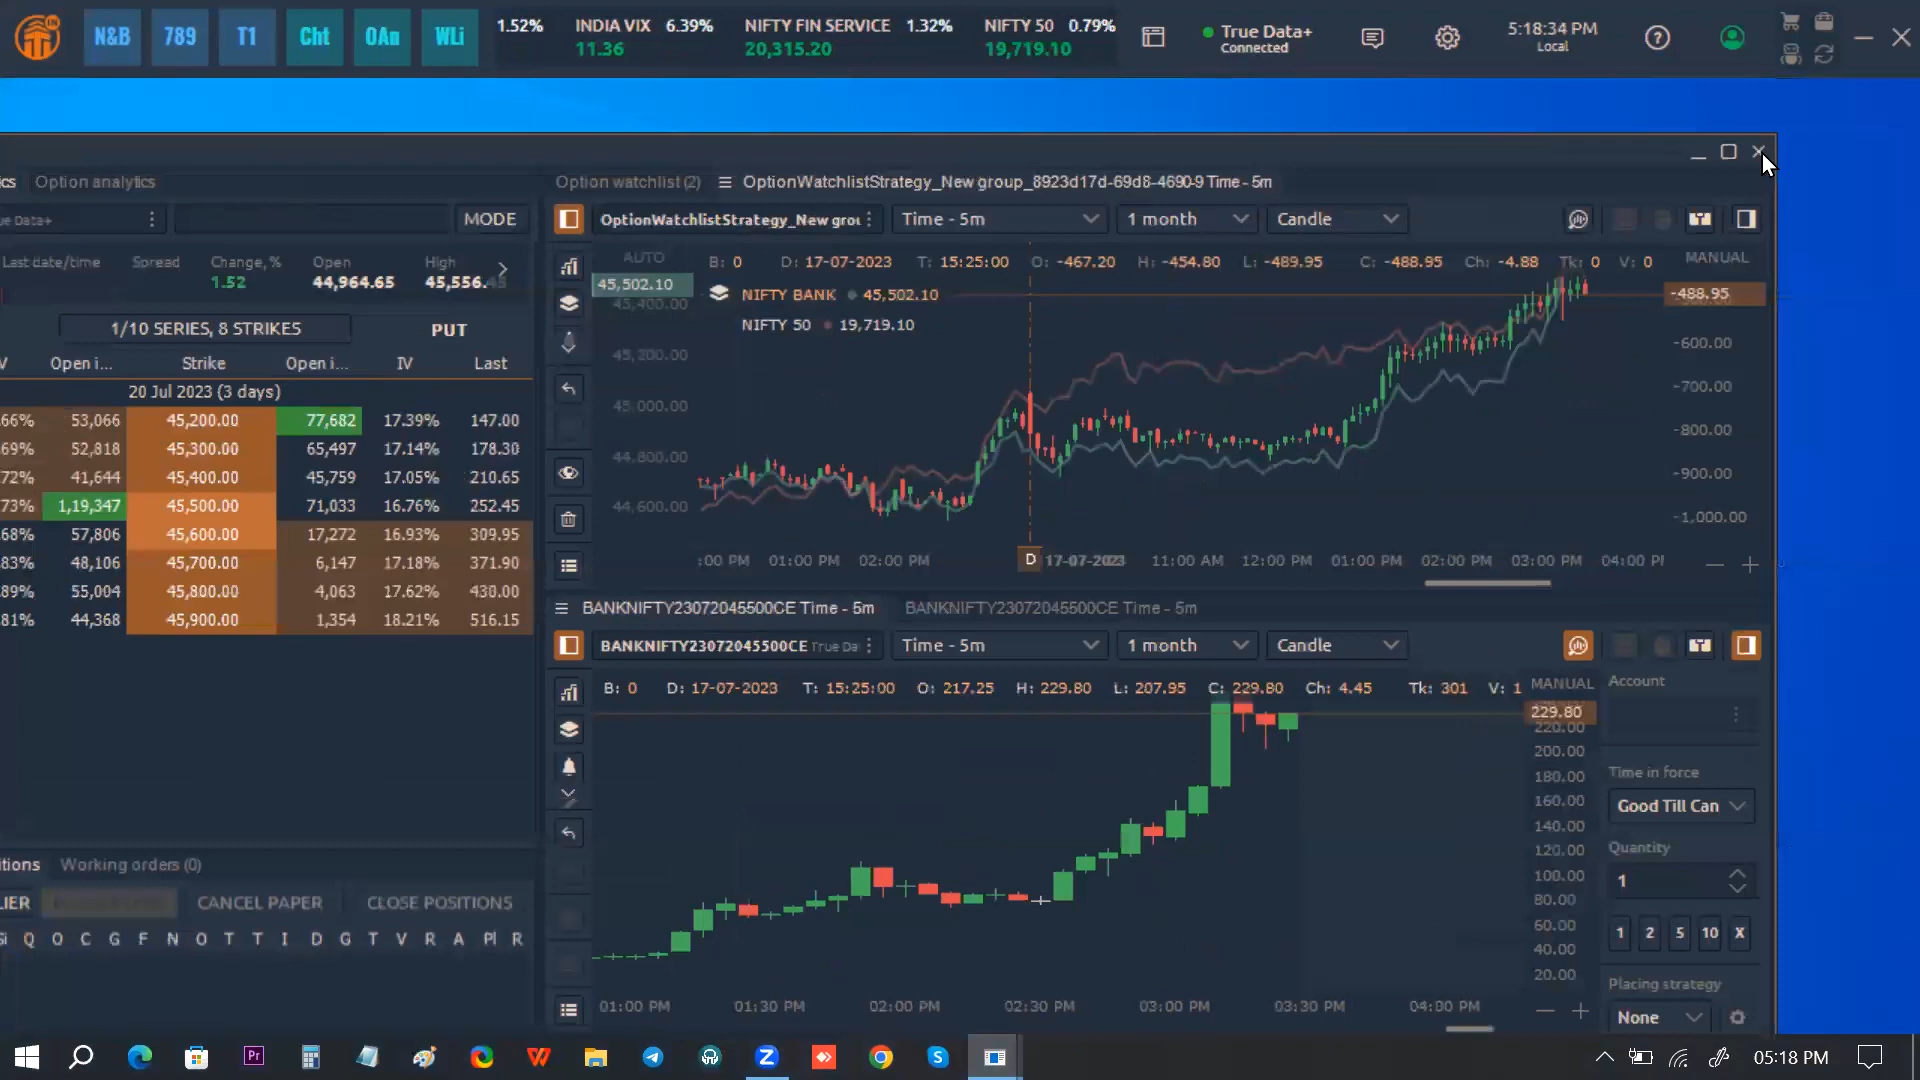 N&B 789 T1 Cht OAn WLi
1.52% INDIA VIX 6.39% NIFTY FIN SERVICE 1.32% NIFTY 50 0.79%
11.36 20,315.20 19,719.10
True Data+ Connected
5:18:34 PM Local
Option analytics
MODE
Last date/time Spread Change, % Open High
1.52 44,964.65 45,556.45
1/10 SERIES, 8 STRIKES PUT
Open i... Strike Open i... IV Last
20 Jul 2023 (3 days)
.66% 53,066 45,200.00 77,682 17.39% 147.00
.69% 52,818 45,300.00 65,497 17.14% 178.30
.72% 41,644 45,400.00 45,759 17.05% 210.65
.73% 1,19,347 45,500.00 71,033 16.76% 252.45
.68% 57,806 45,600.00 17,272 16.93% 309.95
.83% 48,106 45,700.00 6,147 17.18% 371.90
.89% 55,004 45,800.00 4,063 17.62% 430.00
.81% 44,368 45,900.00 1,354 18.21% 516.15
Working orders (0)
CANCEL PAPER CLOSE POSITIONS
Q O C G F N O T T I D G T V R A Pl R
Option watchlist (2) OptionWatchlistStrategy_New group_8923d17d-69d8-4690-9 Time - 5m
OptionWatchlistStrategy_New grou Time - 5m 1 month Candle
AUTO B: 0 D: 17-07-2023 T: 15:25:00 O: -467.20 H: -454.80 L: -489.95 C: -488.95 Ch: -4.88 Tk: 0 V: 0 MANUAL
45,502.10
NIFTY BANK 45,502.10
NIFTY 50 19,719.10
45,400.00
45,200.00
45,000.00
44,800.00
44,600.00
-488.95
-600.00
-700.00
-800.00
-900.00
-1,000.00
:00 PM 01:00 PM 02:00 PM D 17-07-2023 11:00 AM 12:00 PM 01:00 PM 02:00 PM 03:00 PM 04:00 PM
BANKNIFTY23072045500CE Time - 5m BANKNIFTY23072045500CE Time - 5m
BANKNIFTY23072045500CE True Da Time - 5m 1 month Candle
B: 0 D: 17-07-2023 T: 15:25:00 O: 217.25 H: 229.80 L: 207.95 C: 229.80 Ch: 4.45 Tk: 301 V: 1 MANUAL
229.80
220.00
200.00
180.00
160.00
140.00
120.00
100.00
80.00
60.00
40.00
20.00
01:00 PM 01:30 PM 02:00 PM 02:30 PM 03:00 PM 03:30 PM 04:00 PM
Account
Time in force
Good Till Can
Quantity
1
1 2 5 10 X
Placing strategy
None
05:18 PM